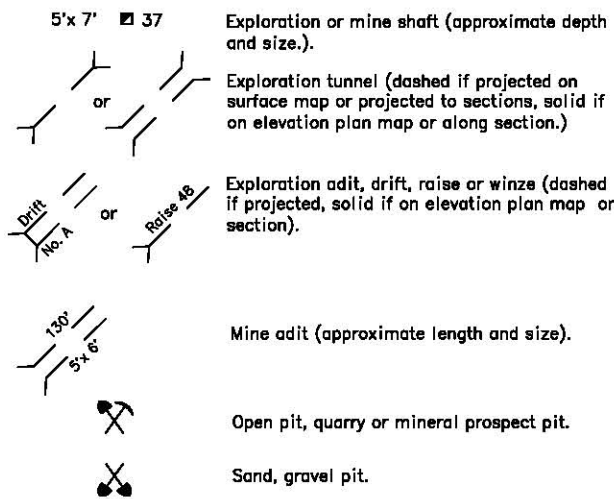 5'x 7' 37 Exploration or mine shaft (approximate depth
and size.).
or
Exploration tunnel (dashed if projected on
surface map or projected to sections, solid if
on elevation plan map or along section.)
Drift
No. A
or
Raise 48
Exploration adit, drift, raise or winze (dashed
if projected, solid if on elevation plan map or
section).
130'
5'x 6'
Mine adit (approximate length and size).
Open pit, quarry or mineral prospect pit.
Sand, gravel pit.